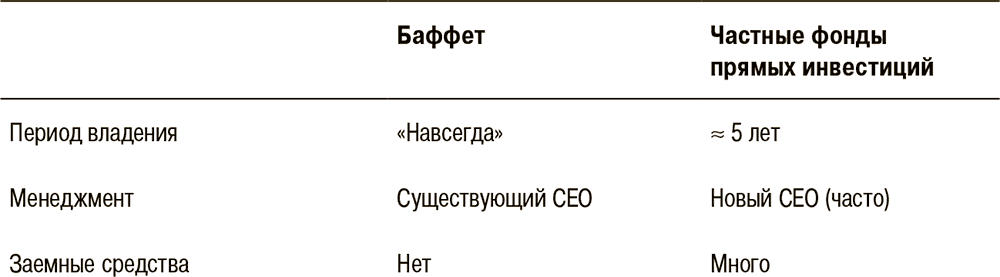 Баффет Частные фонды
прямых инвестиций
Период владения «Навсегда» ≈ 5 лет
Менеджмент Существующий CEO Новый CEO (часто)
Заемные средства Нет Много